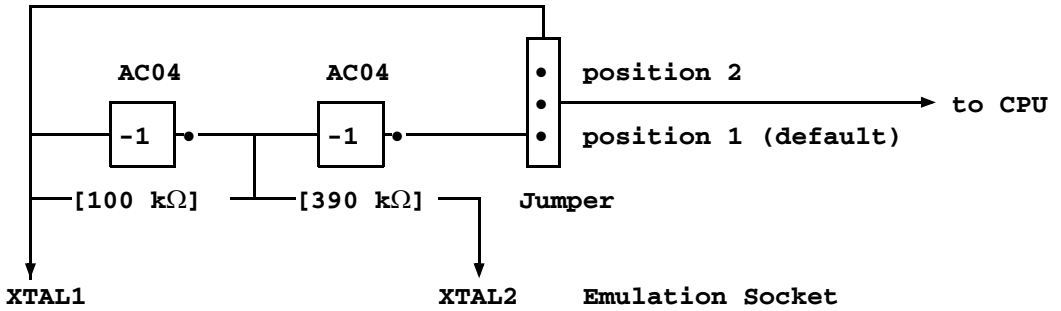 AC04 AC04 position 2
to CPU
-1 -1 position 1 (default)
[100 kΩ] [390 kΩ] Jumper
XTAL1 XTAL2 Emulation Socket